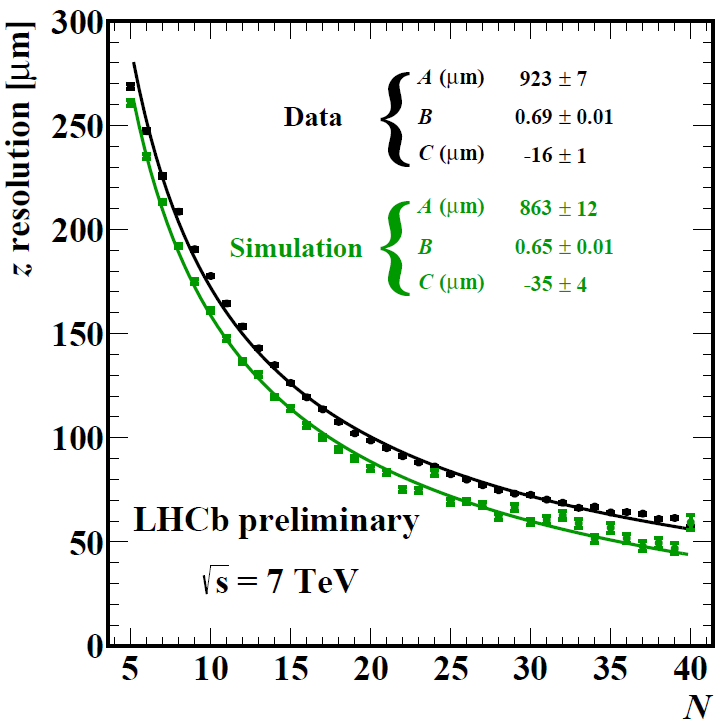 z resolution [μm]
300
250
200
150
100
50
0
Data
{
A (μm) 923 ± 7
B 0.69 ± 0.01
C (μm) -16 ± 1
Simulation
{
A (μm) 863 ± 12
B 0.65 ± 0.01
C (μm) -35 ± 4
LHCb preliminary
√s = 7 TeV
5 10 15 20 25 30 35 40
N